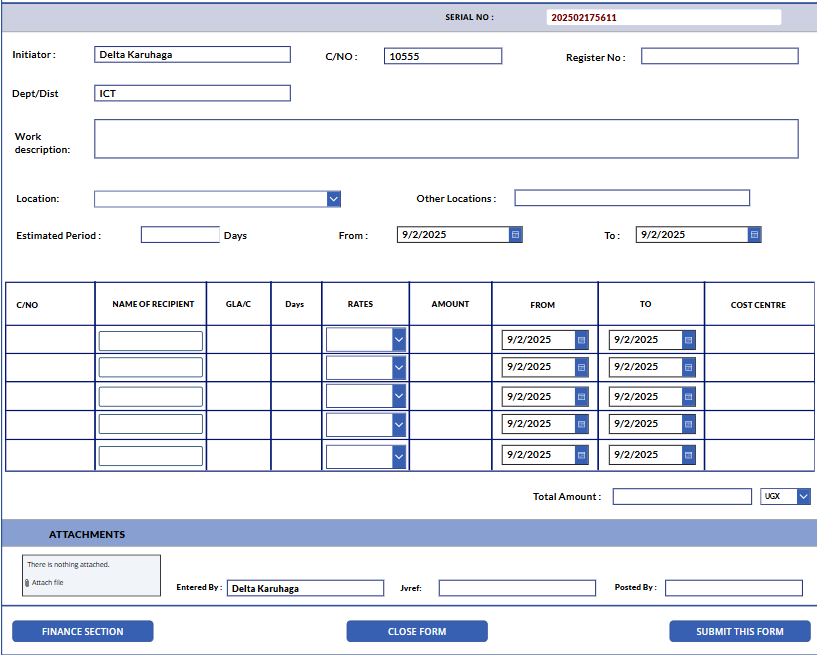 SERIAL NO : 202502175611
Initiator : Delta Karuhaga C/NO : 10555 Register No :
Dept/Dist ICT
Work
description:
Location: Other Locations :
Estimated Period : Days From : 9/2/2025 To : 9/2/2025
C/NO NAME OF RECIPIENT GLA/C Days RATES AMOUNT FROM TO COST CENTRE
9/2/2025 9/2/2025
9/2/2025 9/2/2025
9/2/2025 9/2/2025
9/2/2025 9/2/2025
9/2/2025 9/2/2025
Total Amount : UGX
ATTACHMENTS
There is nothing attached.
Attach file
Entered By : Delta Karuhaga Jvref: Posted By :
FINANCE SECTION CLOSE FORM SUBMIT THIS FORM